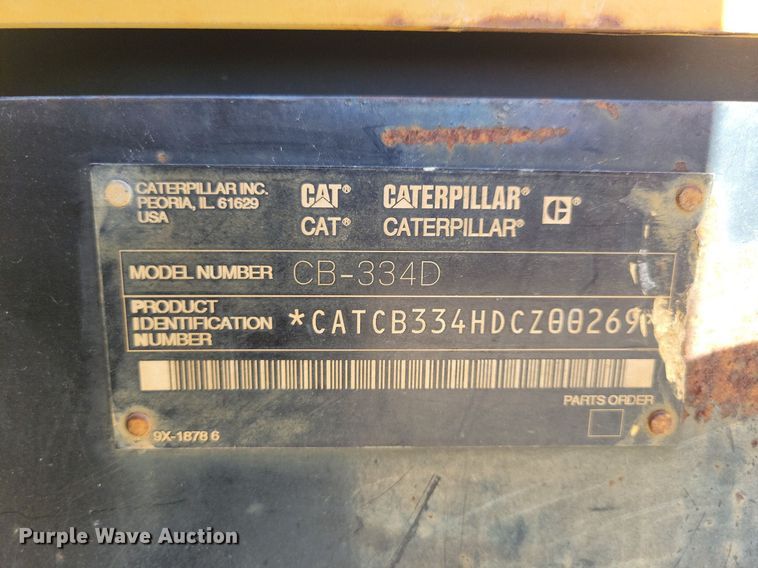 CATERPILLAR INC.
PEORIA, IL. 61629
USA
CAT® CATERPILLAR® C®
CAT® CATERPILLAR®
MODEL NUMBER CB-334D
PRODUCT
IDENTIFICATION
NUMBER
*CATCB334HDCZ00269
PARTS ORDER
9X-1878 6
Purple Wave Auction